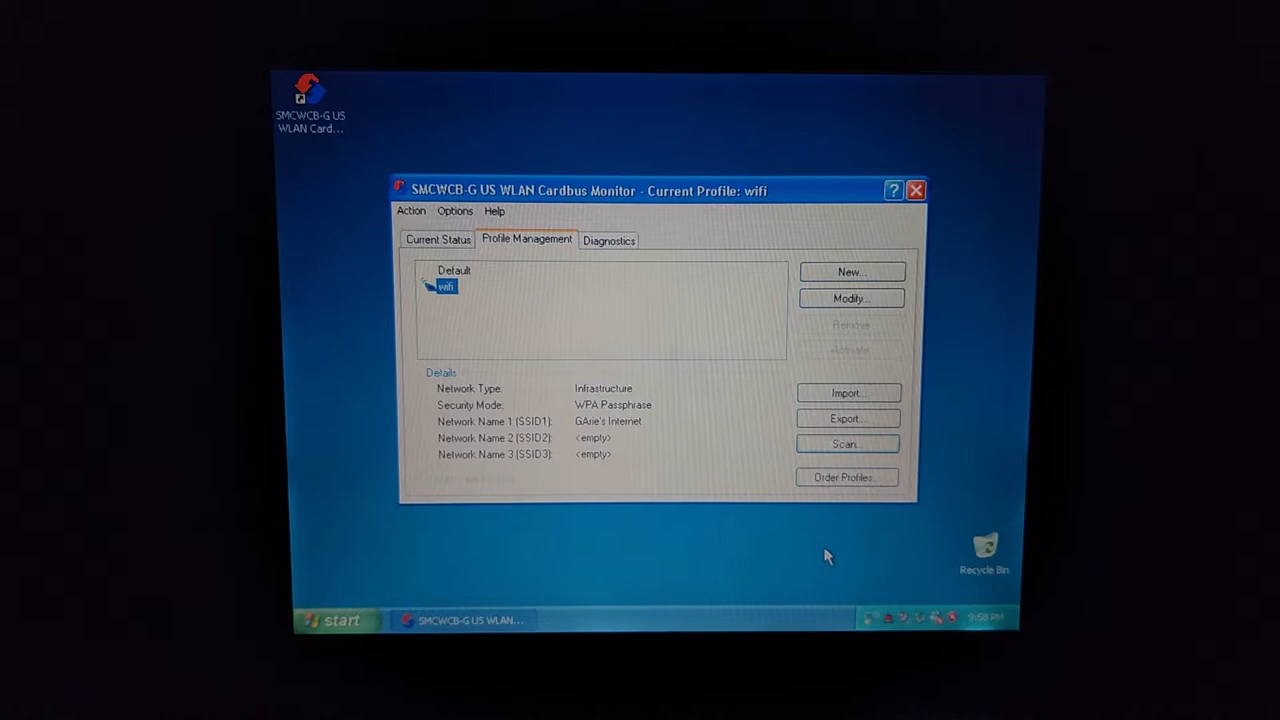 SMCWCB-G US
WLAN Card...
SMCWCB-G US WLAN Cardbus Monitor - Current Profile: wifi
Action Options Help
Current Status Profile Management Diagnostics
Default
wifi
New...
Modify...
Remove
Activate
Details
Network Type: Infrastructure
Security Mode: WPA Passphrase
Network Name 1 (SSID1): GArie's Internet
Network Name 2 (SSID2): <empty>
Network Name 3 (SSID3): <empty>
Import...
Export...
Scan...
Order Profiles...
Recycle Bin
start
SMCWCB-G US WLAN...
9:58 PM